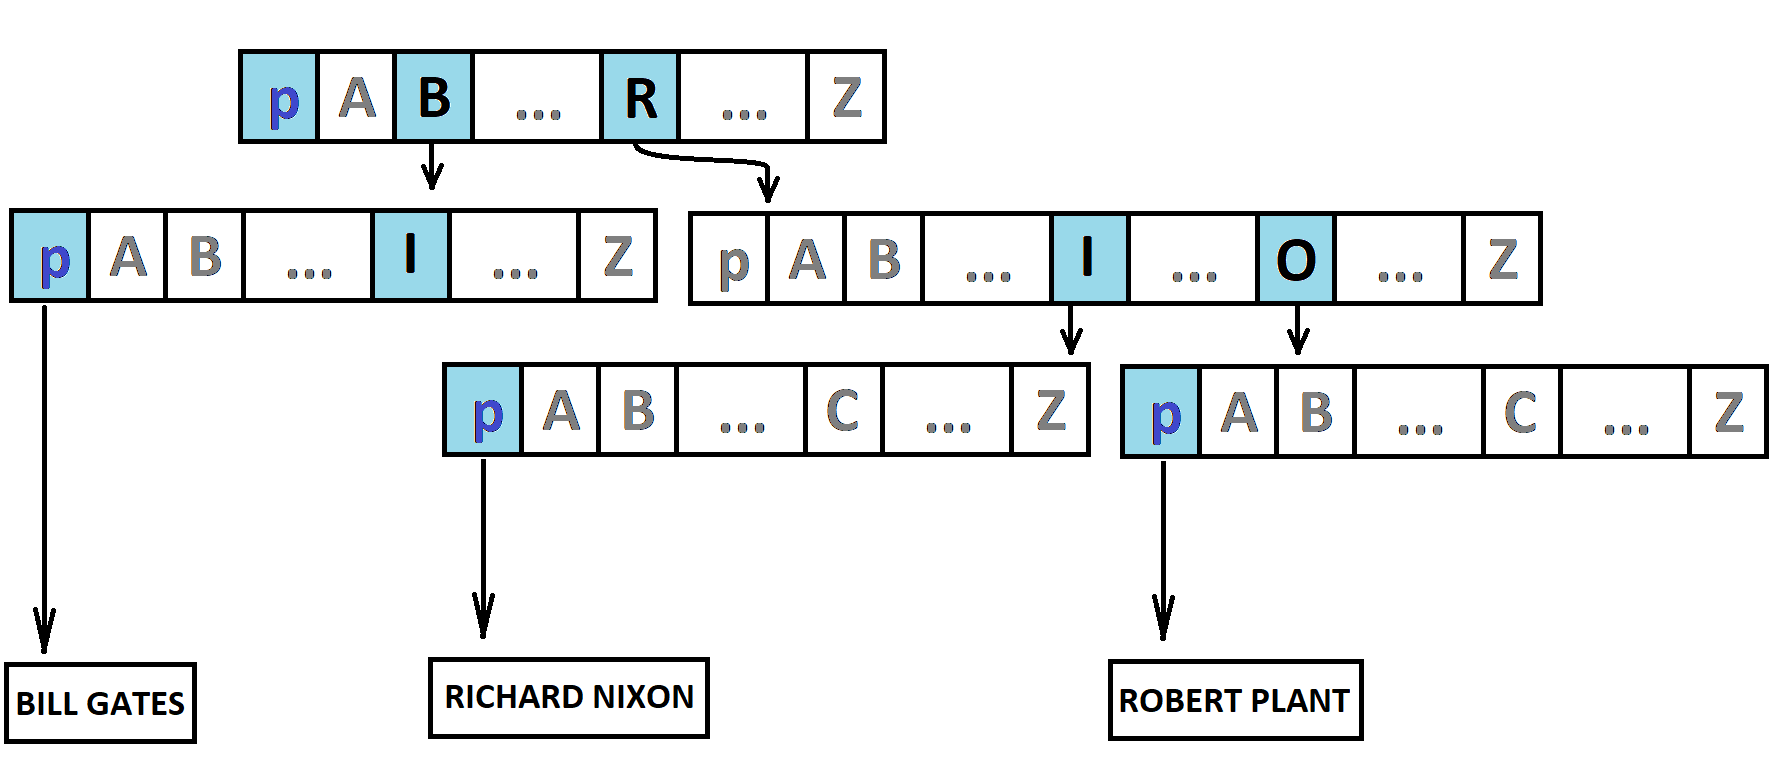 p A B ... R ... Z
p A B ... I ... Z
p A B ... I ... O ... Z
p A B ... C ... Z
p A B ... C ... Z
BILL GATES
RICHARD NIXON
ROBERT PLANT